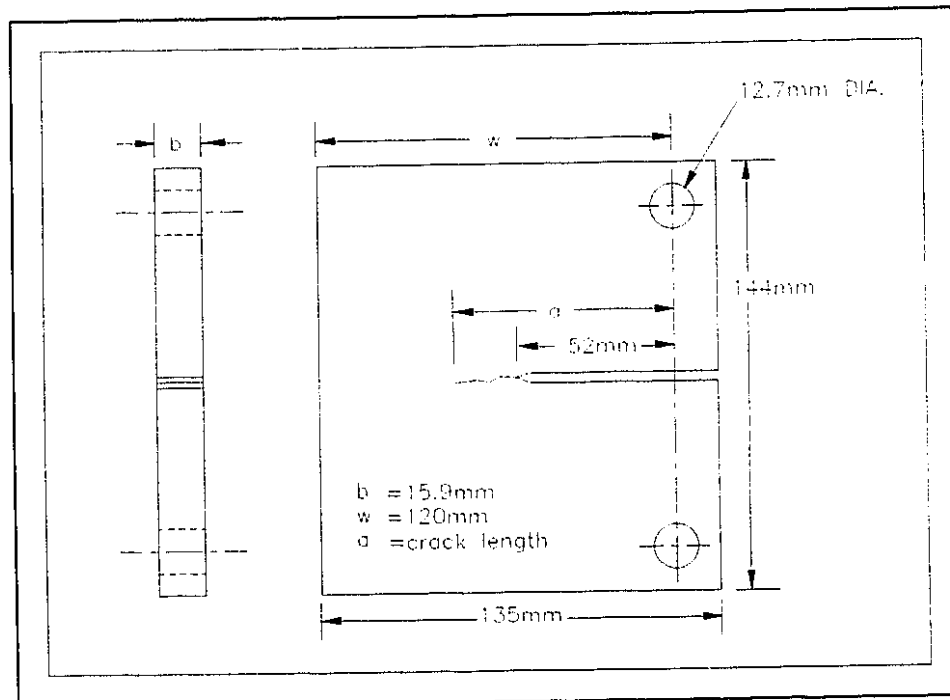 12.7mm DIA.
b
w
144mm
a
52mm
b =15.9mm
w =120mm
a =crack length
135mm